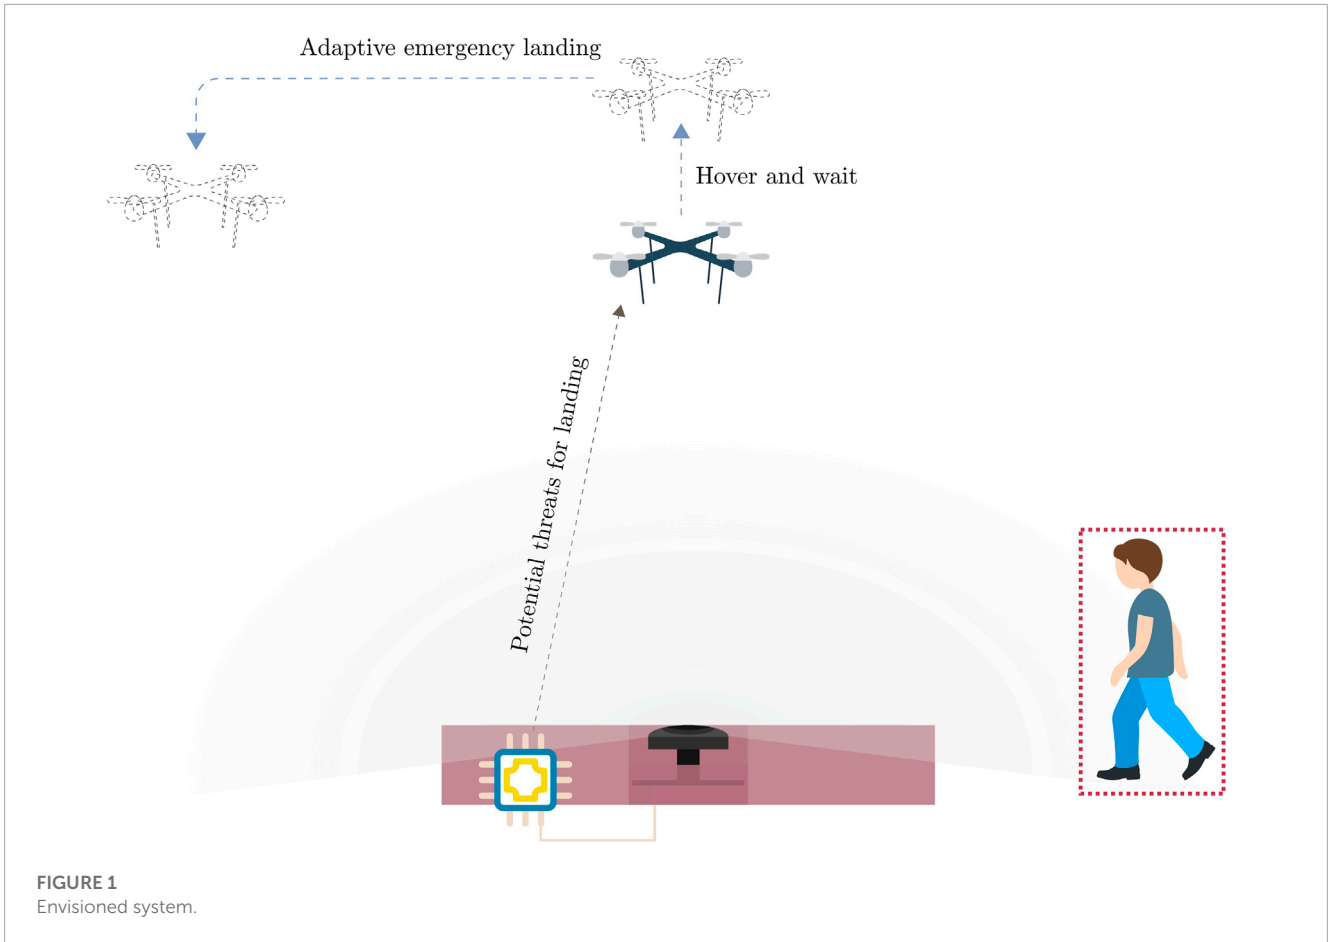 Adaptive emergency landing
Hover and wait
Potential threats for landing
FIGURE 1
Envisioned system.